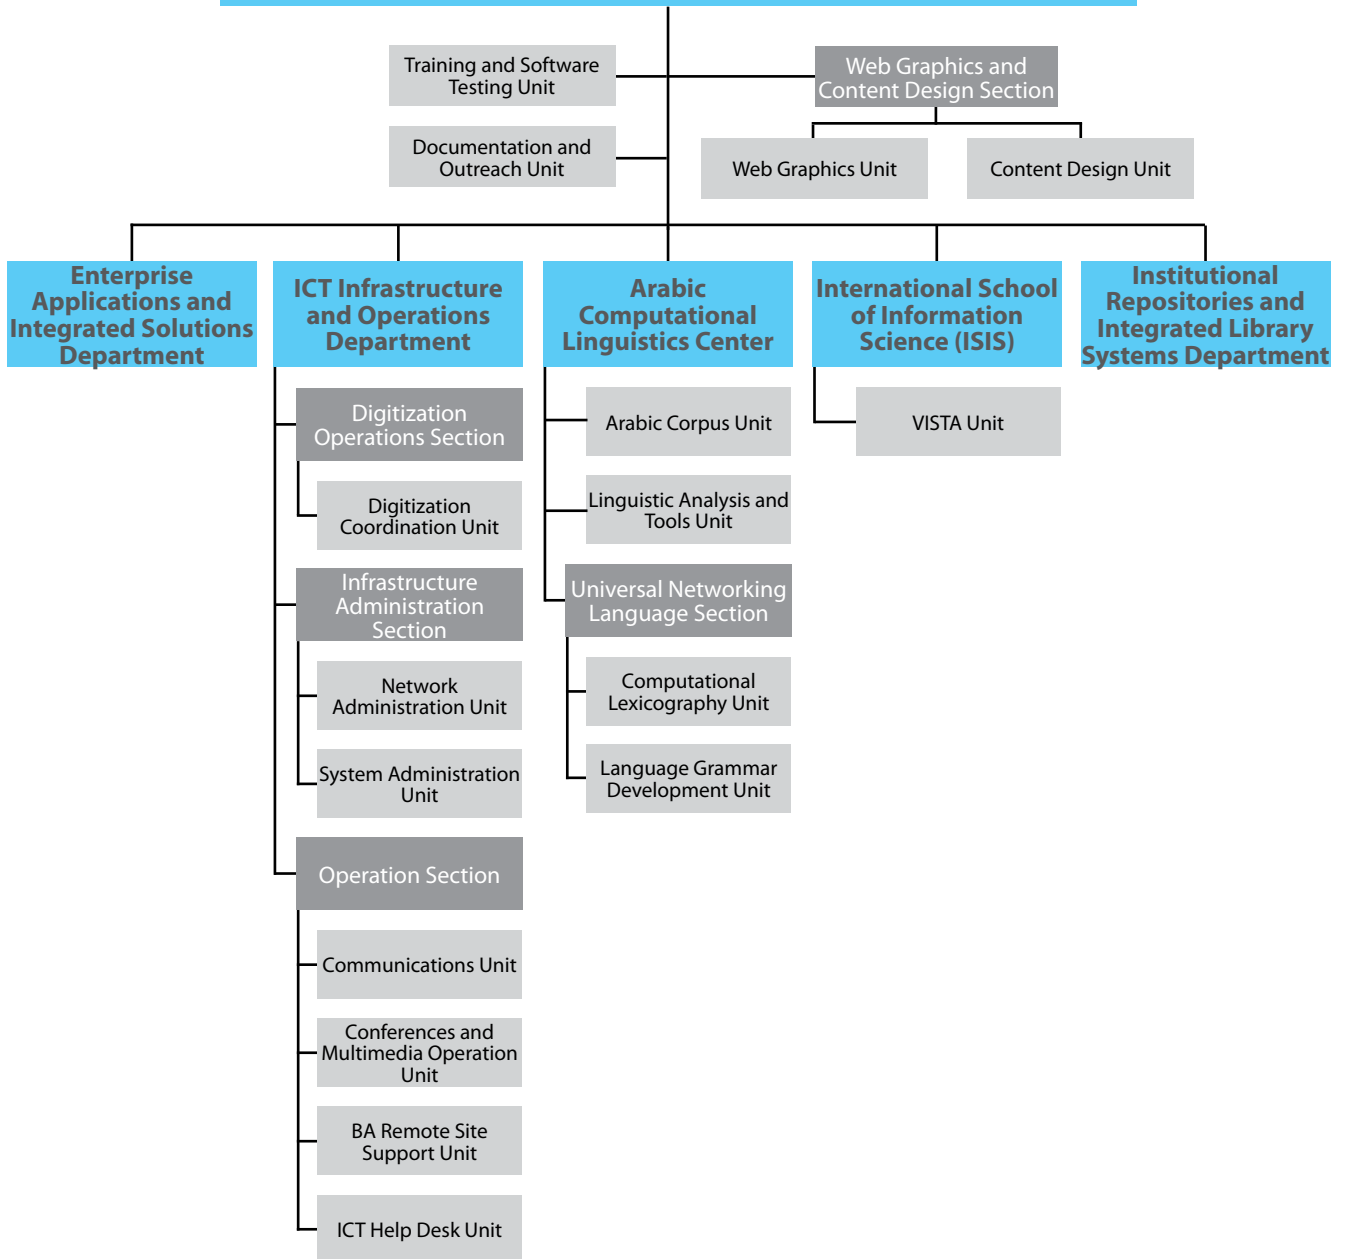 Training and Software
Testing Unit
Web Graphics and
Content Design Section
Documentation and
Outreach Unit
Web Graphics Unit
Content Design Unit
Enterprise
Applications and
Integrated Solutions
Department
ICT Infrastructure
and Operations
Department
Arabic
Computational
Linguistics Center
International School
of Information
Science (ISIS)
Institutional
Repositories and
Integrated Library
Systems Department
Digitization
Operations Section
Digitization
Coordination Unit
Infrastructure
Administration
Section
Network
Administration Unit
System Administration
Unit
Operation Section
Communications Unit
Conferences and
Multimedia Operation
Unit
BA Remote Site
Support Unit
ICT Help Desk Unit
Arabic Corpus Unit
Linguistic Analysis and
Tools Unit
Universal Networking
Language Section
Computational
Lexicography Unit
Language Grammar
Development Unit
VISTA Unit